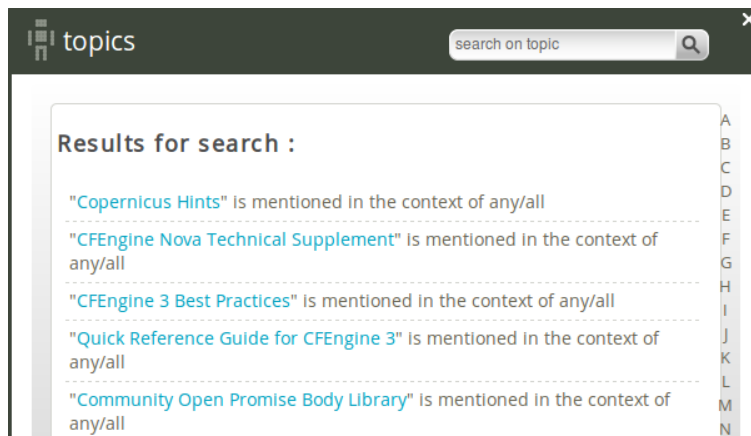 topics
search on topic
Results for search :
"Copernicus Hints" is mentioned in the context of any/all
"CFEngine Nova Technical Supplement" is mentioned in the context of
any/all
"CFEngine 3 Best Practices" is mentioned in the context of any/all
"Quick Reference Guide for CFEngine 3" is mentioned in the context of
any/all
"Community Open Promise Body Library" is mentioned in the context of
any/all
A
B
C
D
E
F
G
H
I
J
K
L
M
N